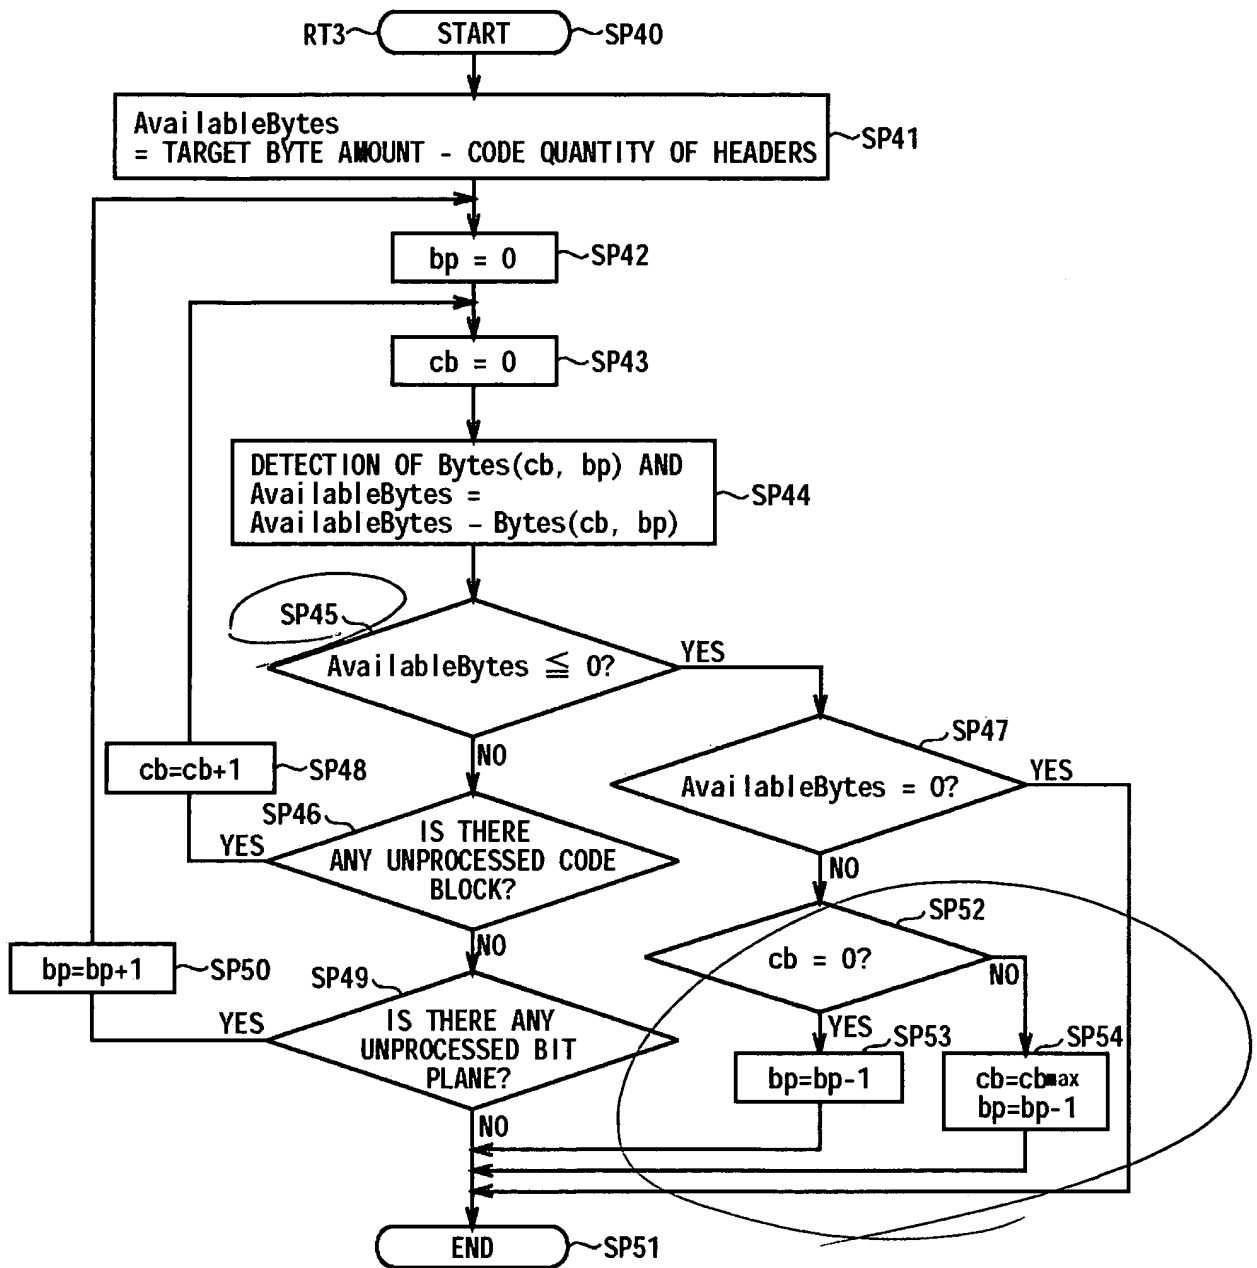 RT3 START SP40
AvailableBytes
= TARGET BYTE AMOUNT - CODE QUANTITY OF HEADERS
SP41
bp = 0 SP42
cb = 0 SP43
DETECTION OF Bytes(cb, bp) AND
AvailableBytes =
AvailableBytes - Bytes(cb, bp)
SP44
SP45
AvailableBytes ≦ 0?
YES
NO
SP47
AvailableBytes = 0?
YES
NO
cb=cb+1 SP48
SP46
IS THERE
ANY UNPROCESSED CODE
BLOCK?
YES
NO
SP52
cb = 0?
NO
YES
bp=bp+1 SP50
SP49
IS THERE ANY
UNPROCESSED BIT
PLANE?
YES
NO
SP53
bp=bp-1
SP54
cb=cbmax
bp=bp-1
END SP51